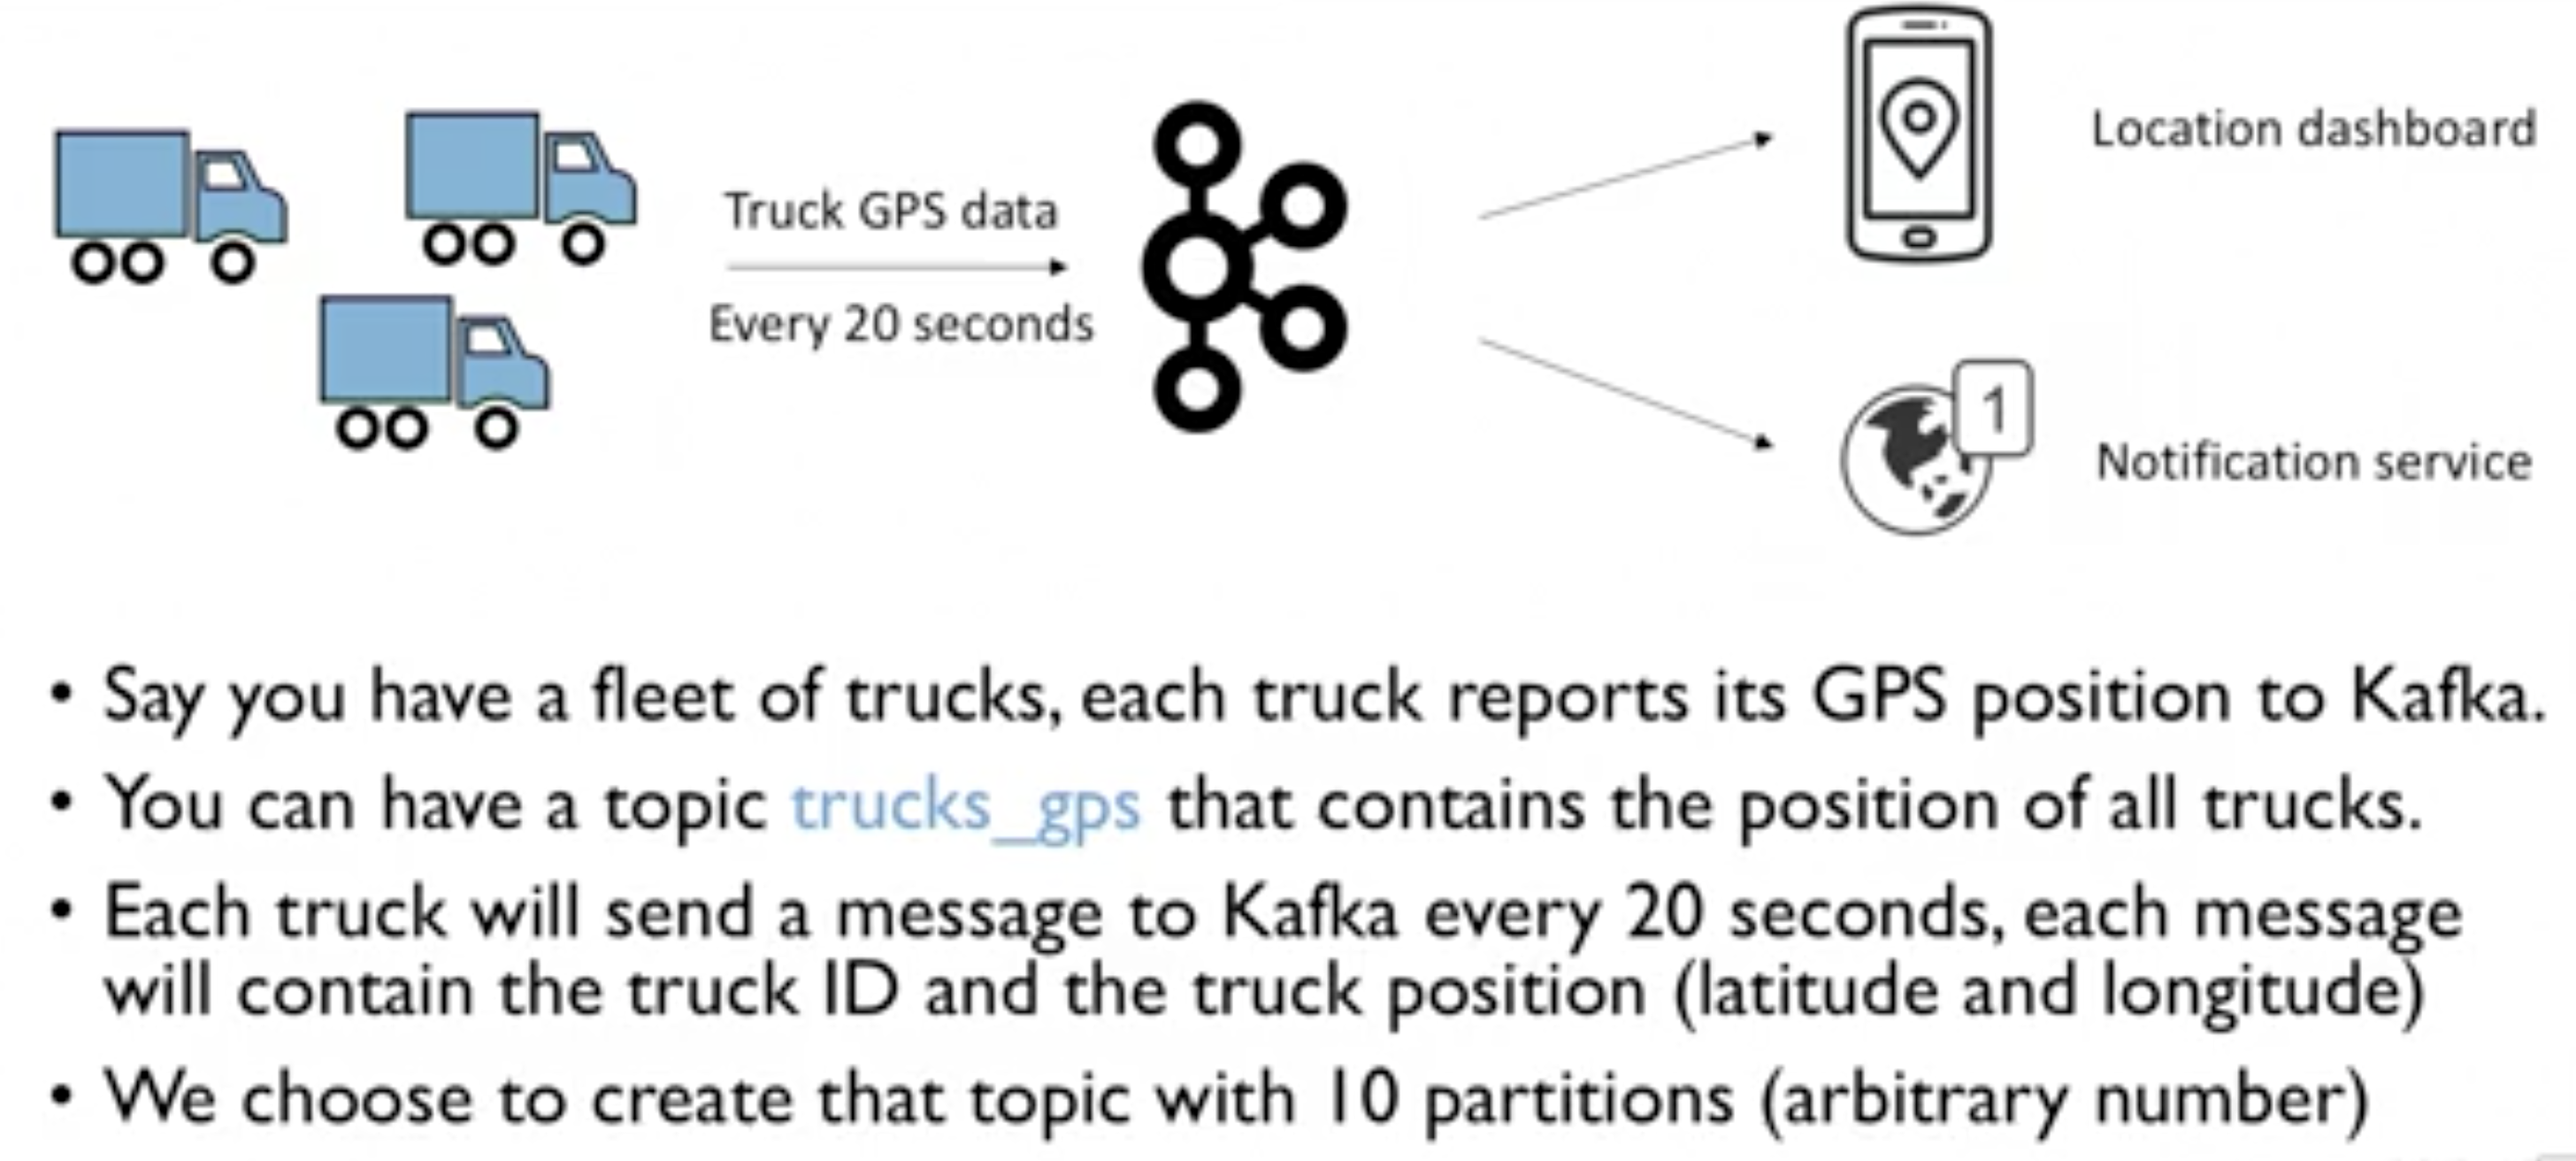 Location dashboard
Truck GPS data
Every 20 seconds
1
Notification service
• Say you have a fleet of trucks, each truck reports its GPS position to Kafka.
• You can have a topic trucks_gps that contains the position of all trucks.
• Each truck will send a message to Kafka every 20 seconds, each message
will contain the truck ID and the truck position (latitude and longitude)
• We choose to create that topic with 10 partitions (arbitrary number)